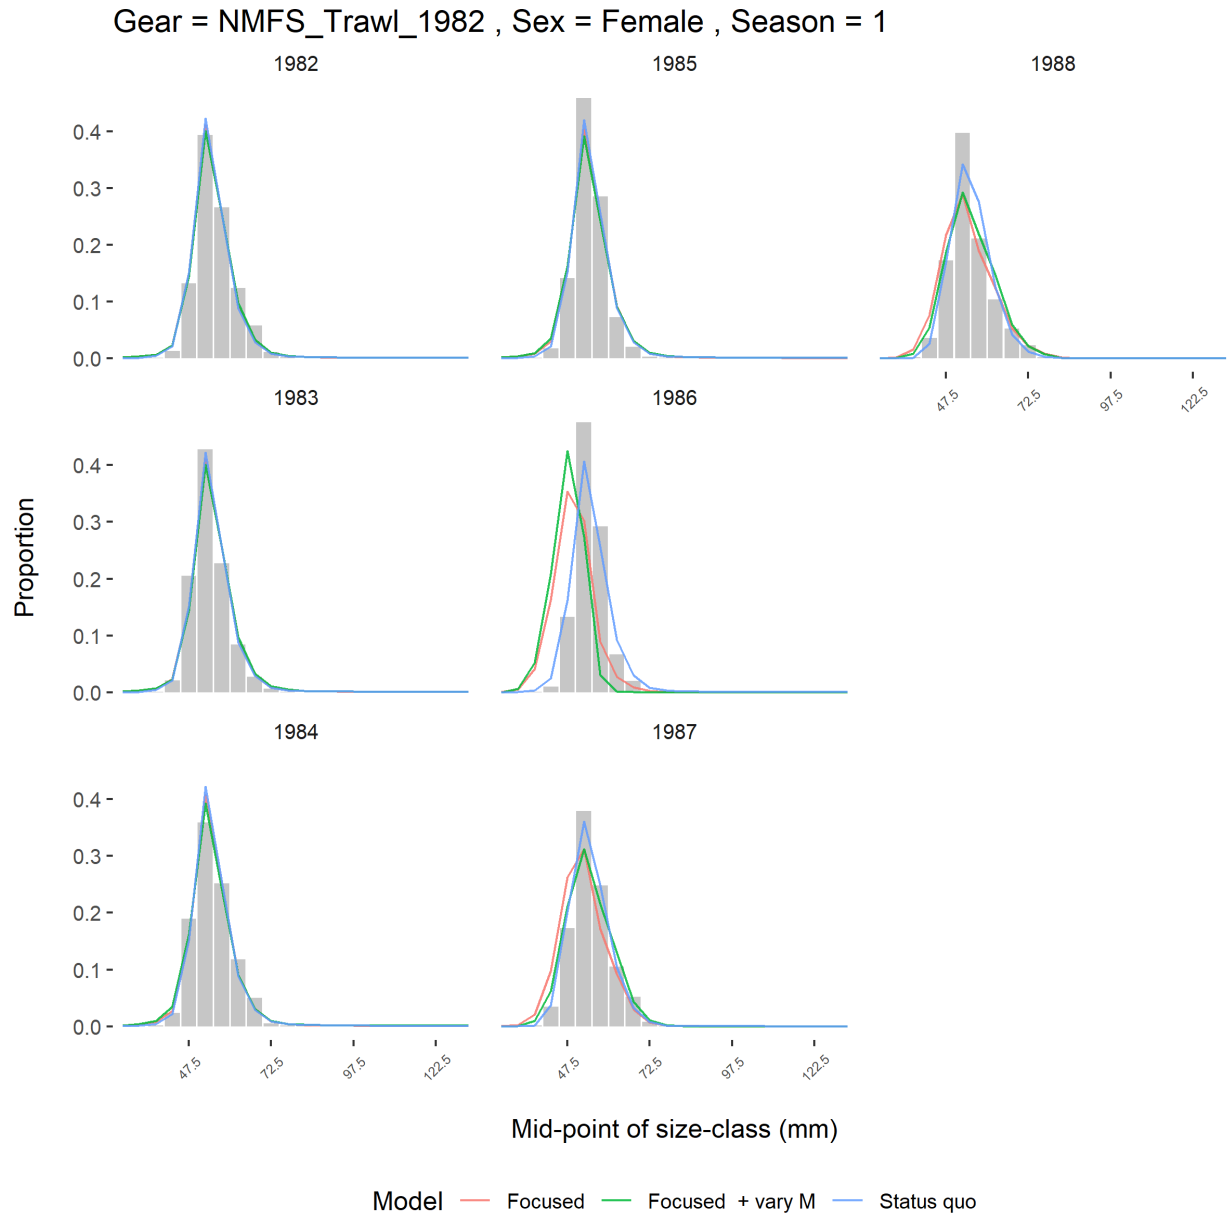 Gear = NMFS_Trawl_1982 , Sex = Female , Season = 1
1982 1985 1988
0.4
0.3
0.2
0.1
0.0
47.5 72.5 97.5 122.5
1983 1986
0.4
0.3
0.2
0.1
0.0
Proportion
1984 1987
0.4
0.3
0.2
0.1
0.0
47.5 72.5 97.5 122.5 47.5 72.5 97.5 122.5
Mid-point of size-class (mm)
Model Focused Focused + vary M Status quo